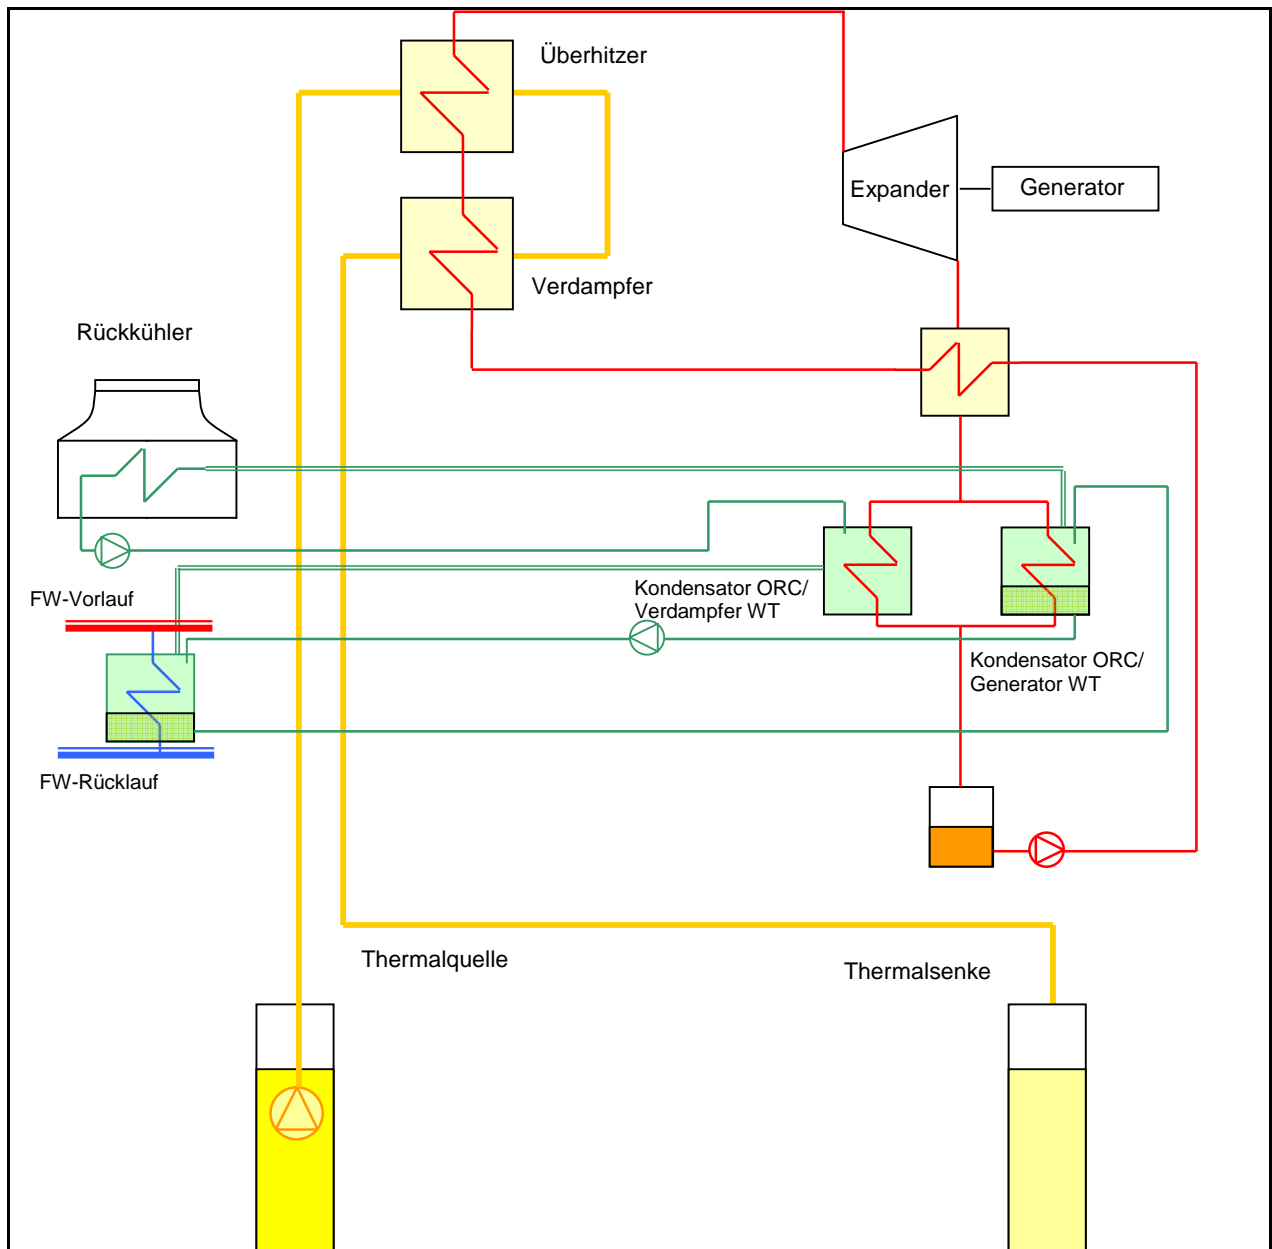 Überhitzer
Expander
Generator
Verdampfer
Rückkühler
Kondensator ORC/
Verdampfer WT
FW-Vorlauf
Kondensator ORC/
Generator WT
FW-Rücklauf
Thermalquelle
Thermalsenke